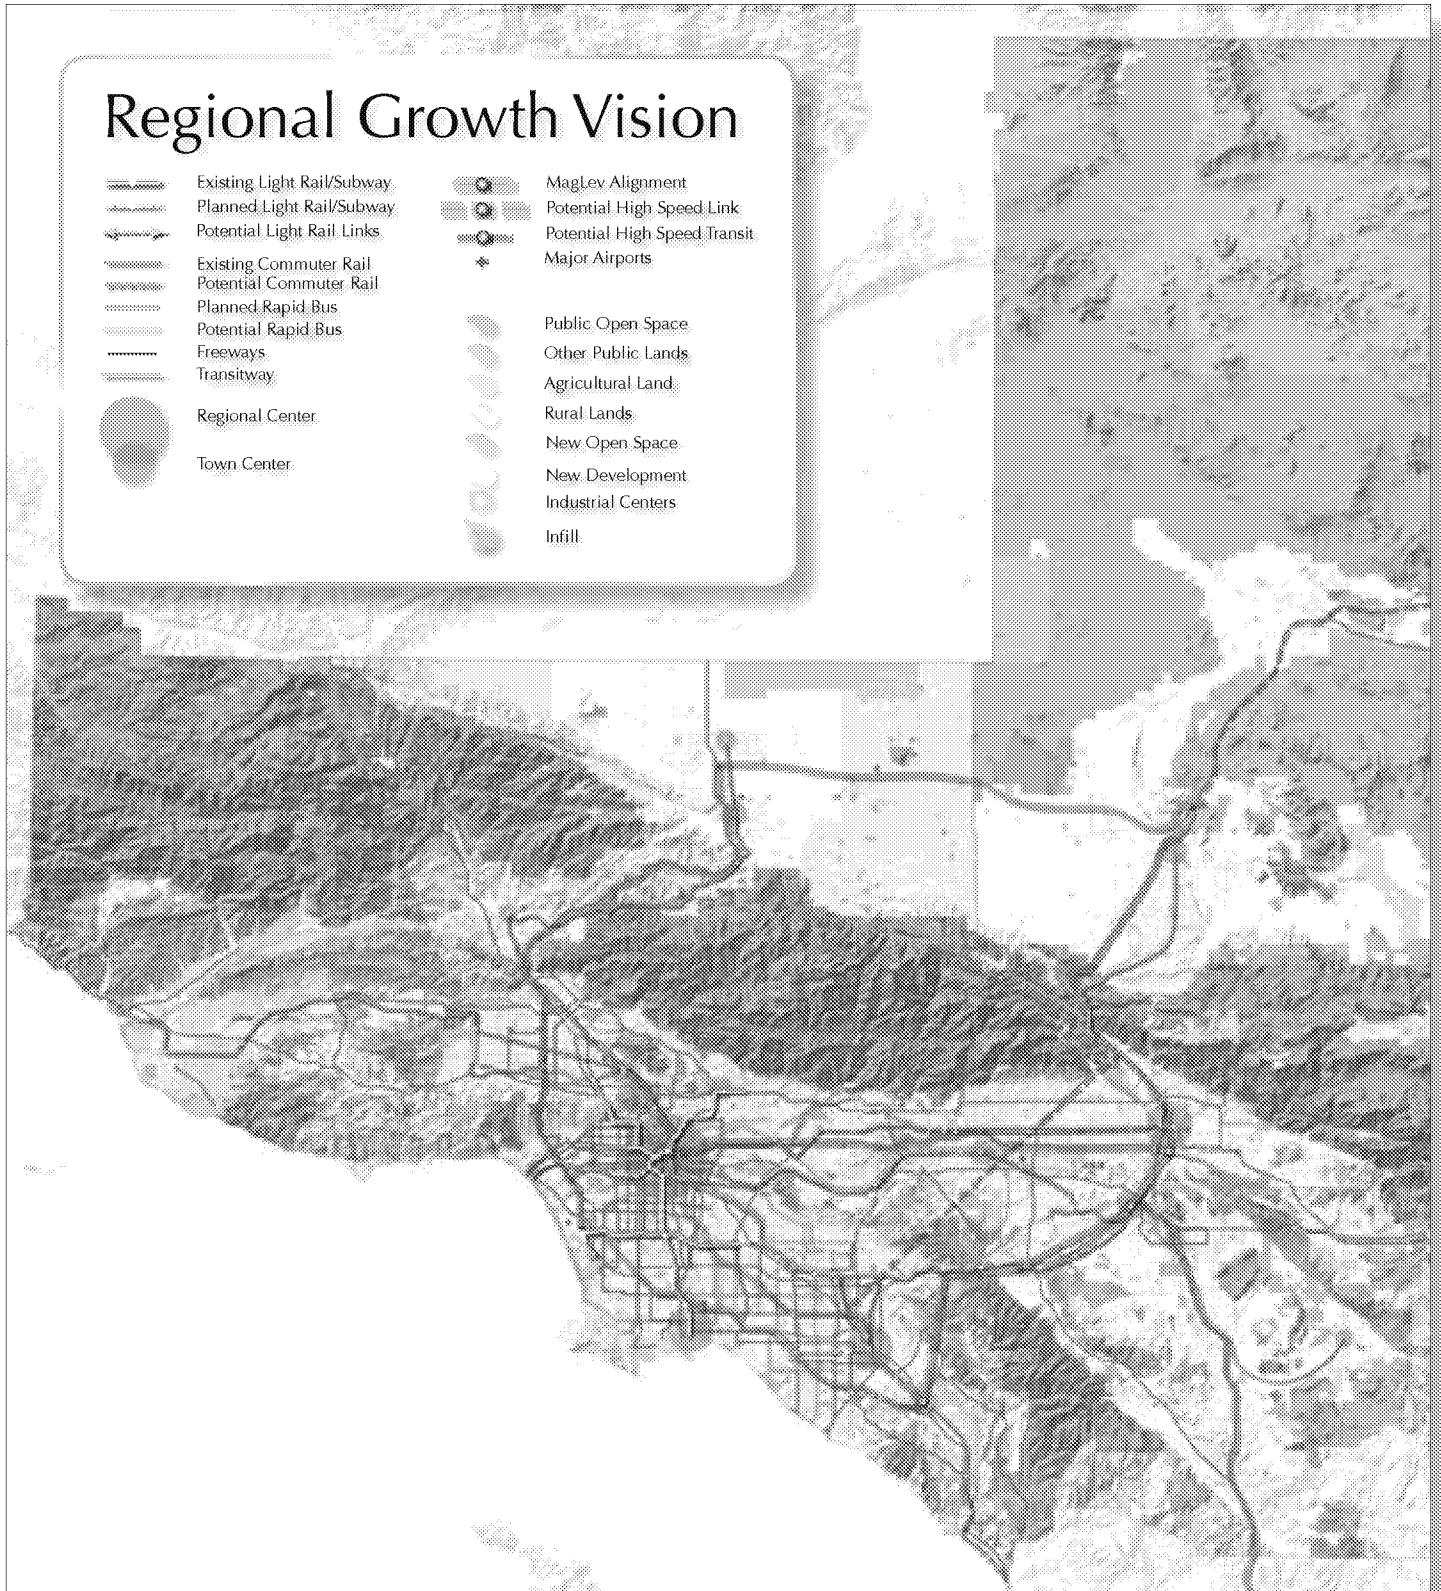 Regional Growth Vision
Existing Light Rail/Subway
Planned Light Rail/Subway
Potential Light Rail Links
Existing Commuter Rail
Potential Commuter Rail
Planned Rapid Bus
Potential Rapid Bus
Freeways
Transitway
Regional Center
Town Center
MagLev Alignment
Potential High Speed Link
Potential High Speed Transit
Major Airports
Public Open Space
Other Public Lands
Agricultural Land
Rural Lands
New Open Space
New Development
Industrial Centers
Infill